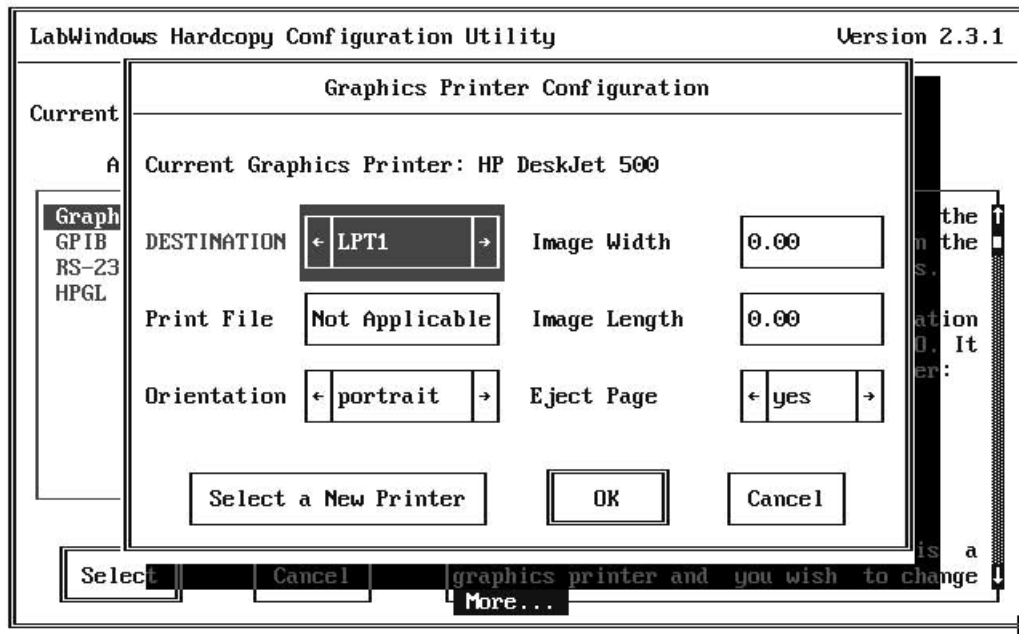 LabWindows Hardcopy Configuration Utility Version 2.3.1
Graphics Printer Configuration
Current
A
Current Graphics Printer: HP DeskJet 500
Graph
GPIB
RS-23
HPGL
DESTINATION ← LPT1 → Image Width 0.00
Print File Not Applicable Image Length 0.00
Orientation ← portrait → Eject Page ← yes →
the
n the
s.
ation
O. It
er:
Select a New Printer OK Cancel
is a
Select Cancel graphics printer and you wish to change
More...